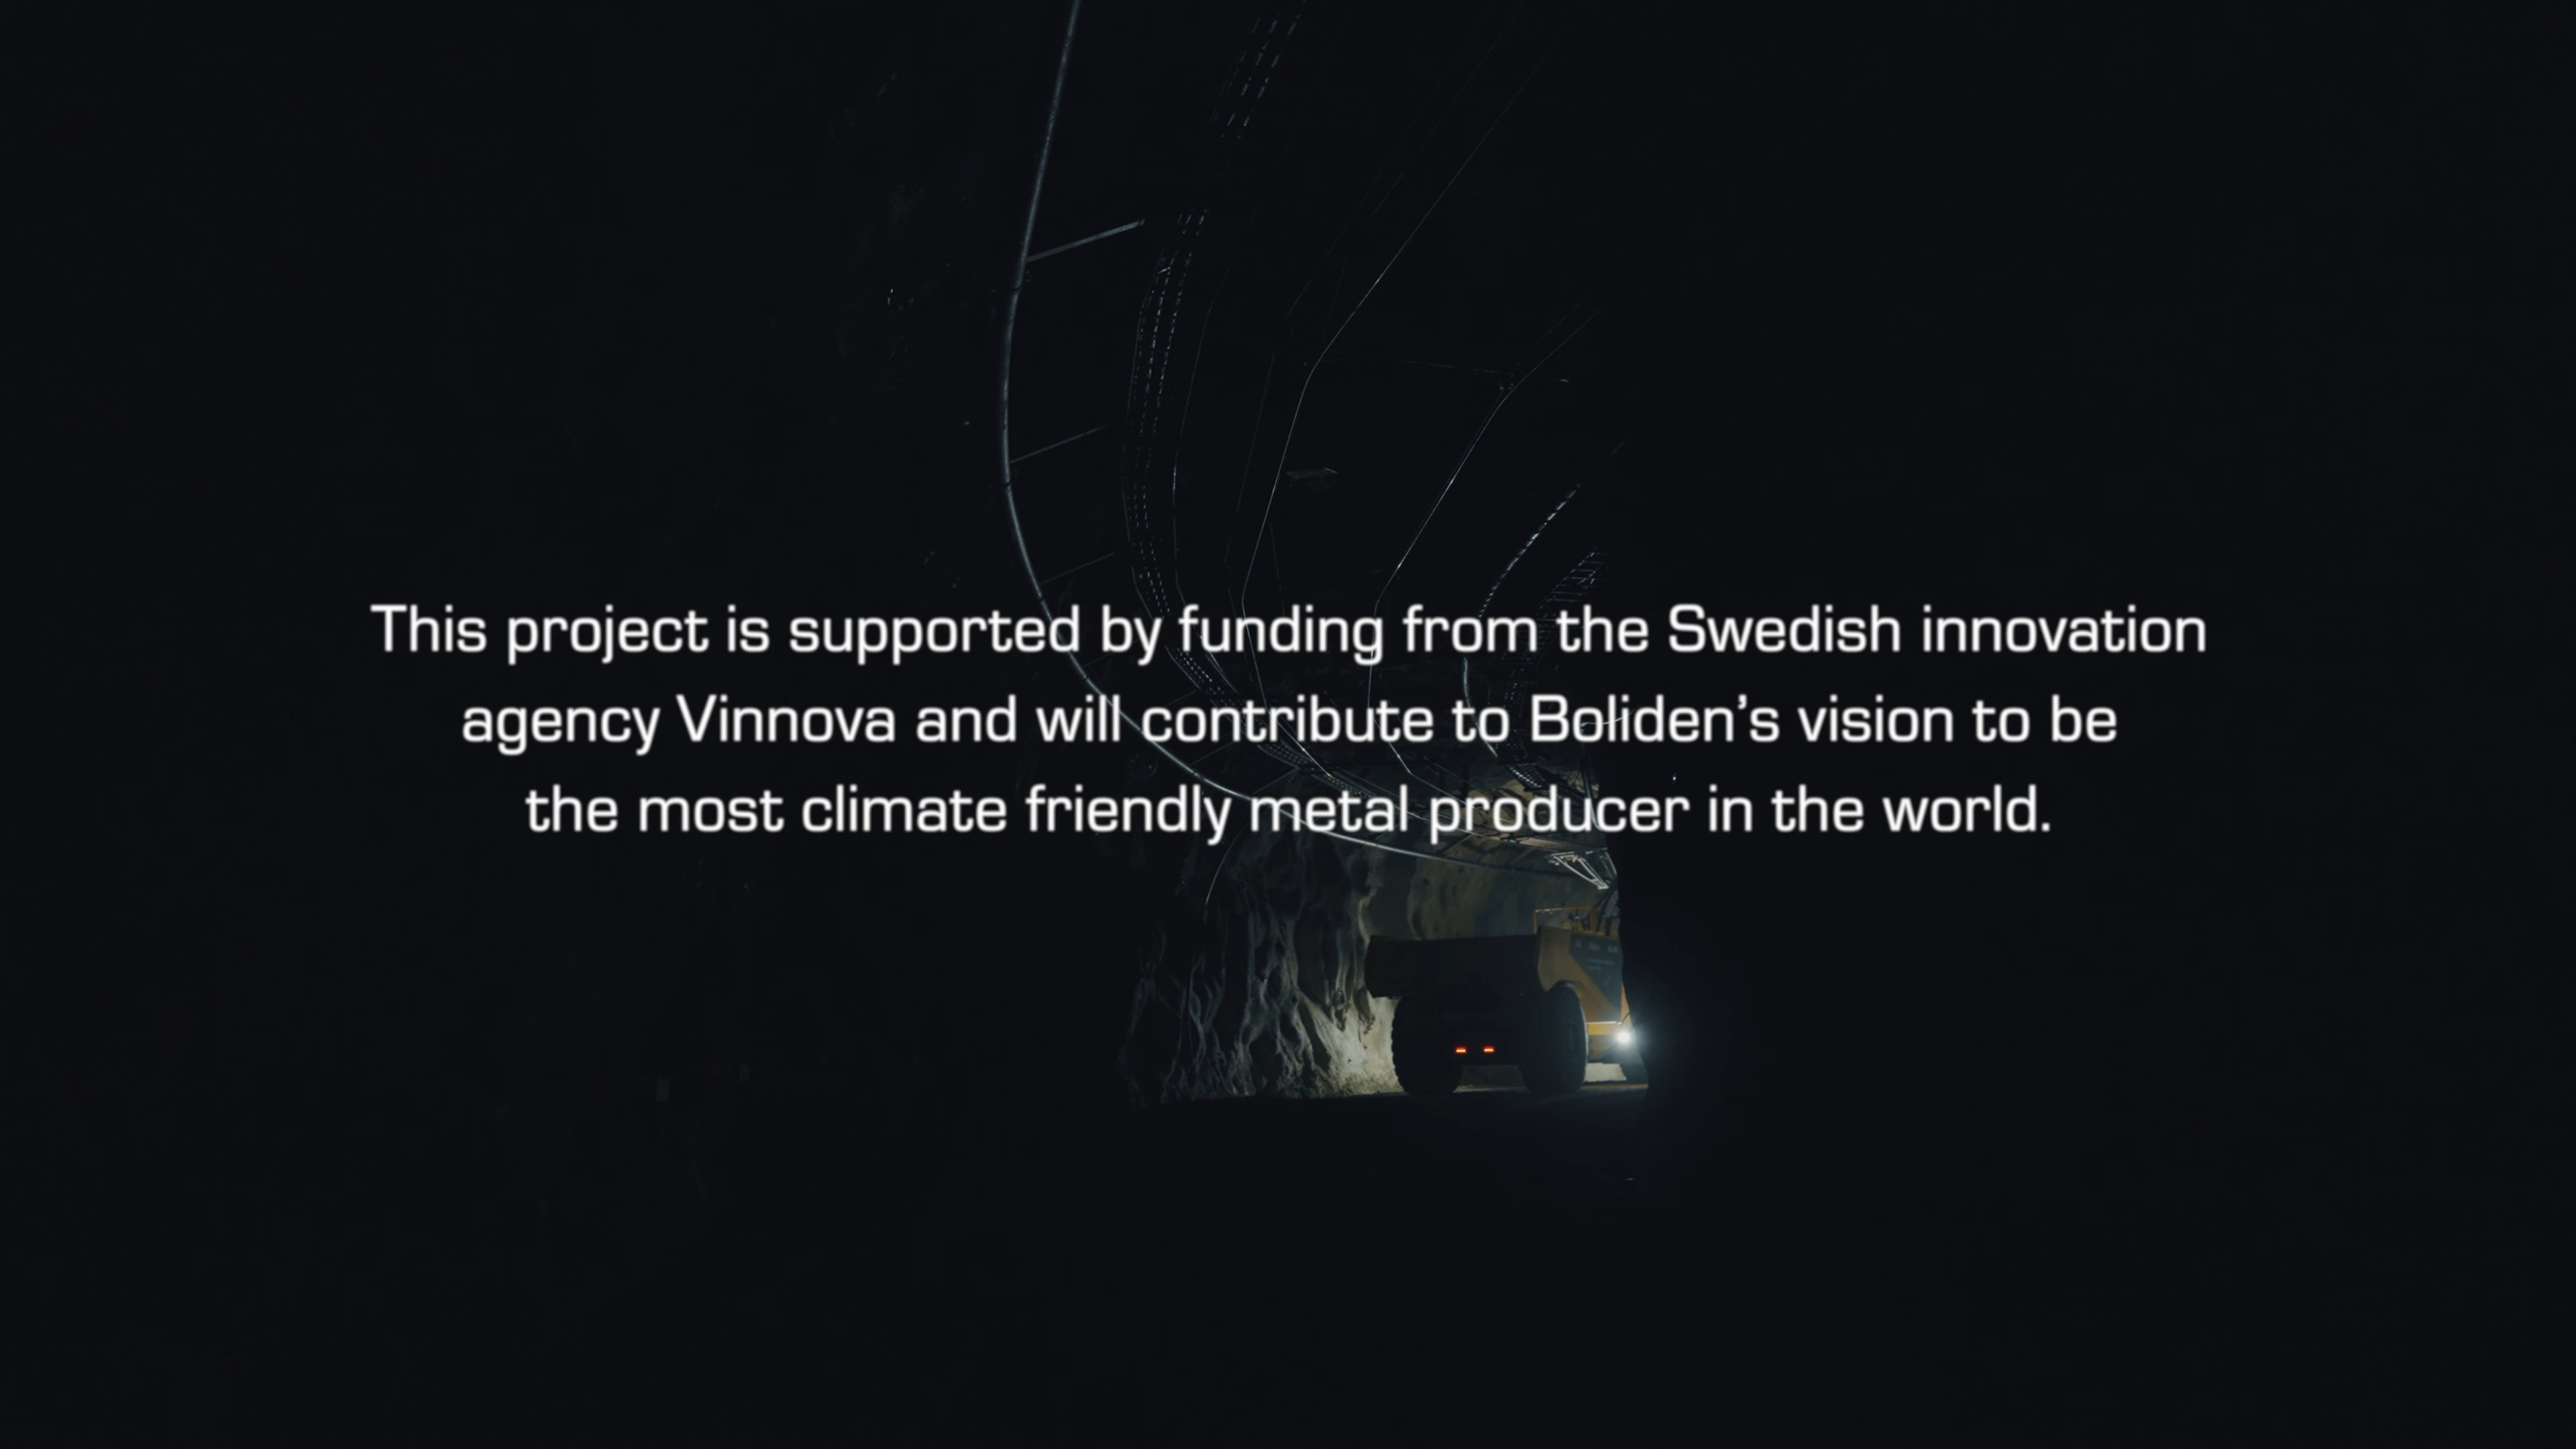 This project is supported by funding from the Swedish innovation
agency Vinnova and will contribute to Boliden’s vision to be
the most climate friendly metal producer in the world.